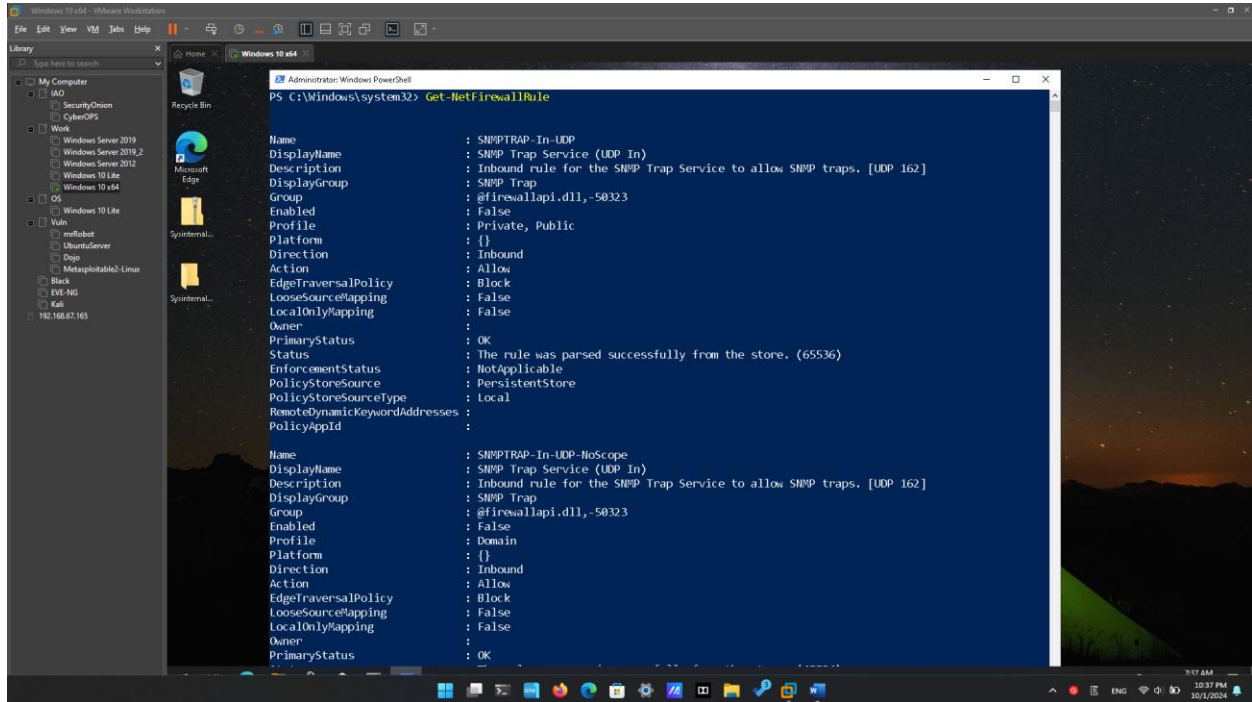 Windows 10 x64 - VMware Workstation
File Edit View VM Tabs Help
Library
Type here to search
My Computer
IAO
SecurityOnion
CyberOPS
Work
Windows Server 2019
Windows Server 2019_2
Windows Server 2012
Windows 10 Lite
Windows 10 x64
OS
Windows 10 Lite
Vuln
mrRobot
UbuntuServer
Dojo
Metasploitable2-Linux
Black
EVE-NG
Kali
192.168.67.165
Home
Windows 10 x64
Recycle Bin
Microsoft
Edge
Sysinternal...
Sysinternal...
Administrator: Windows PowerShell
PS C:\Windows\system32> Get-NetFirewallRule
Name : SNMPTRAP-In-UDP
DisplayName : SNMP Trap Service (UDP In)
Description : Inbound rule for the SNMP Trap Service to allow SNMP traps. [UDP 162]
DisplayGroup : SNMP Trap
Group : @firewallapi.dll,-50323
Enabled : False
Profile : Private, Public
Platform : {}
Direction : Inbound
Action : Allow
EdgeTraversalPolicy : Block
LooseSourceMapping : False
LocalOnlyMapping : False
Owner :
PrimaryStatus : OK
Status : The rule was parsed successfully from the store. (65536)
EnforcementStatus : NotApplicable
PolicyStoreSource : PersistentStore
PolicyStoreSourceType : Local
RemoteDynamicKeywordAddresses :
PolicyAppId :
Name : SNMPTRAP-In-UDP-NoScope
DisplayName : SNMP Trap Service (UDP In)
Description : Inbound rule for the SNMP Trap Service to allow SNMP traps. [UDP 162]
DisplayGroup : SNMP Trap
Group : @firewallapi.dll,-50323
Enabled : False
Profile : Domain
Platform : {}
Direction : Inbound
Action : Allow
EdgeTraversalPolicy : Block
LooseSourceMapping : False
LocalOnlyMapping : False
Owner :
PrimaryStatus : OK
7:37 AM
ENG
10:37 PM
10/1/2024